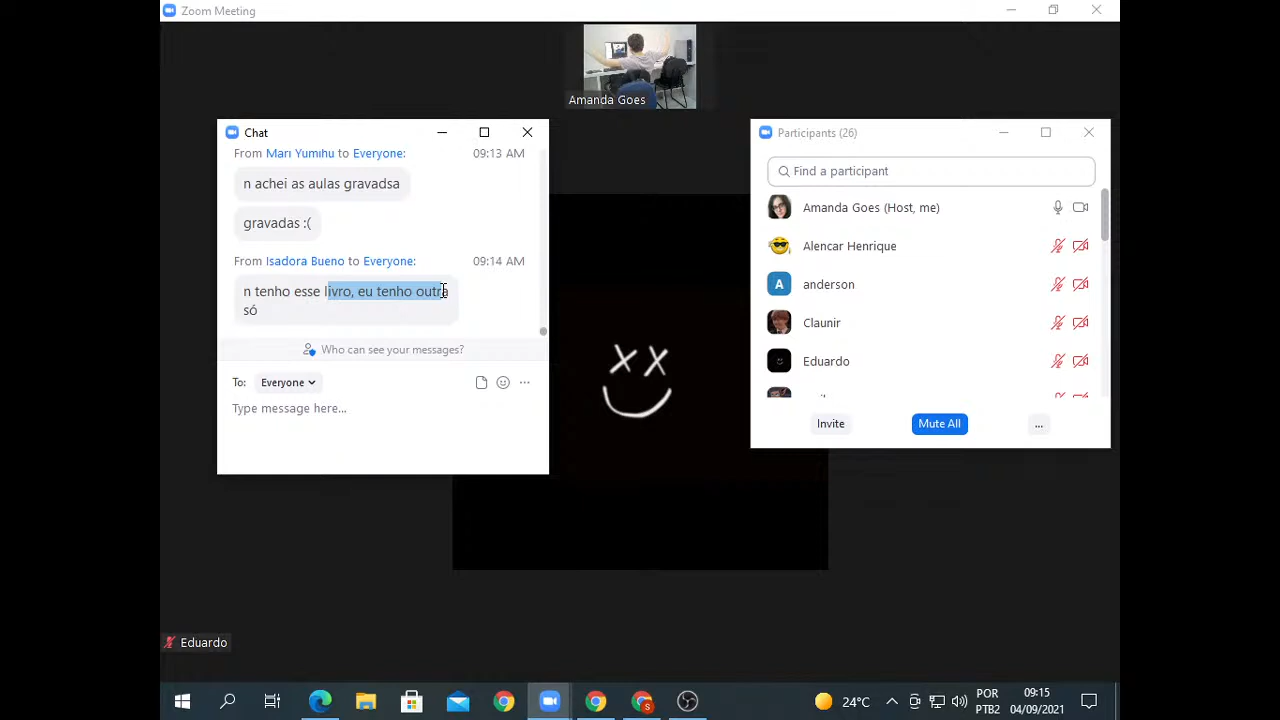 Zoom Meeting
Amanda Goes
Chat
From Mari Yumihu to Everyone:
09:13 AM
n achei as aulas gravadsa
gravadas :(
From Isadora Bueno to Everyone:
09:14 AM
n tenho esse livro, eu tenho outro
só
Who can see your messages?
To: Everyone
Type message here...
Participants (26)
Find a participant
Amanda Goes (Host, me)
Alencar Henrique
A anderson
Claunir
Eduardo
Invite
Mute All
...
Eduardo
24°C
POR
PTB2
09:15
04/09/2021